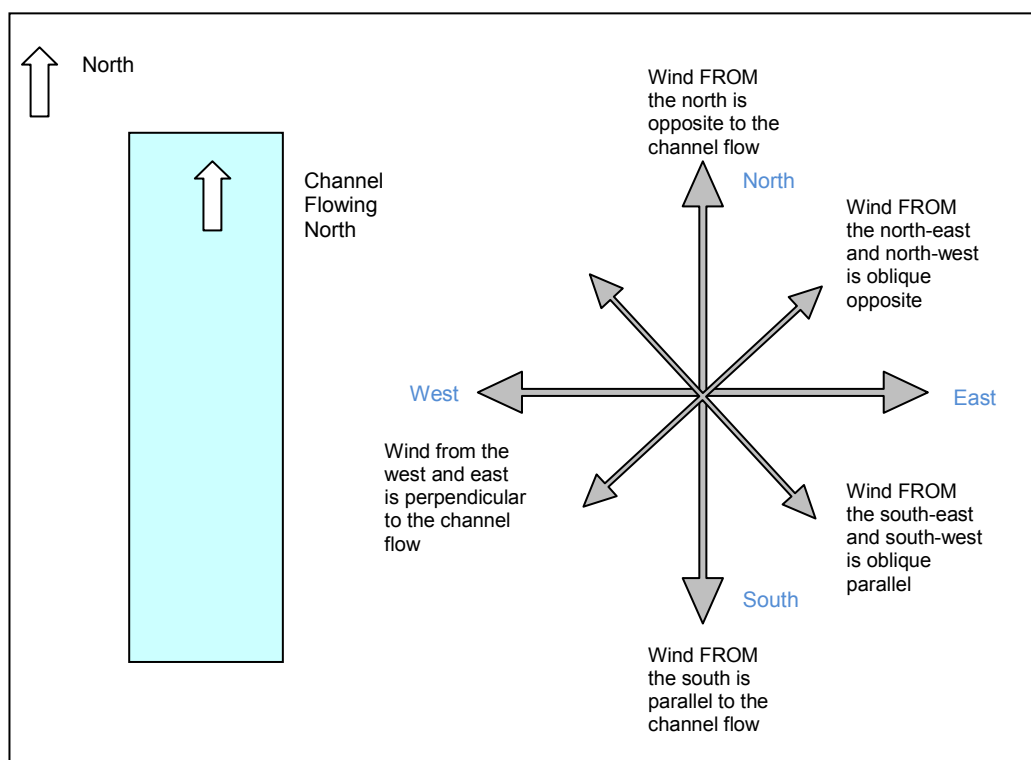 North
Channel
Flowing
North
Wind FROM
the north is
opposite to the
channel flow
North
Wind FROM
the north-east
and north-west
is oblique
opposite
West
East
Wind from the
west and east
is perpendicular
to the channel
flow
Wind FROM
the south-east
and south-west
is oblique
parallel
South
Wind FROM
the south is
parallel to the
channel flow